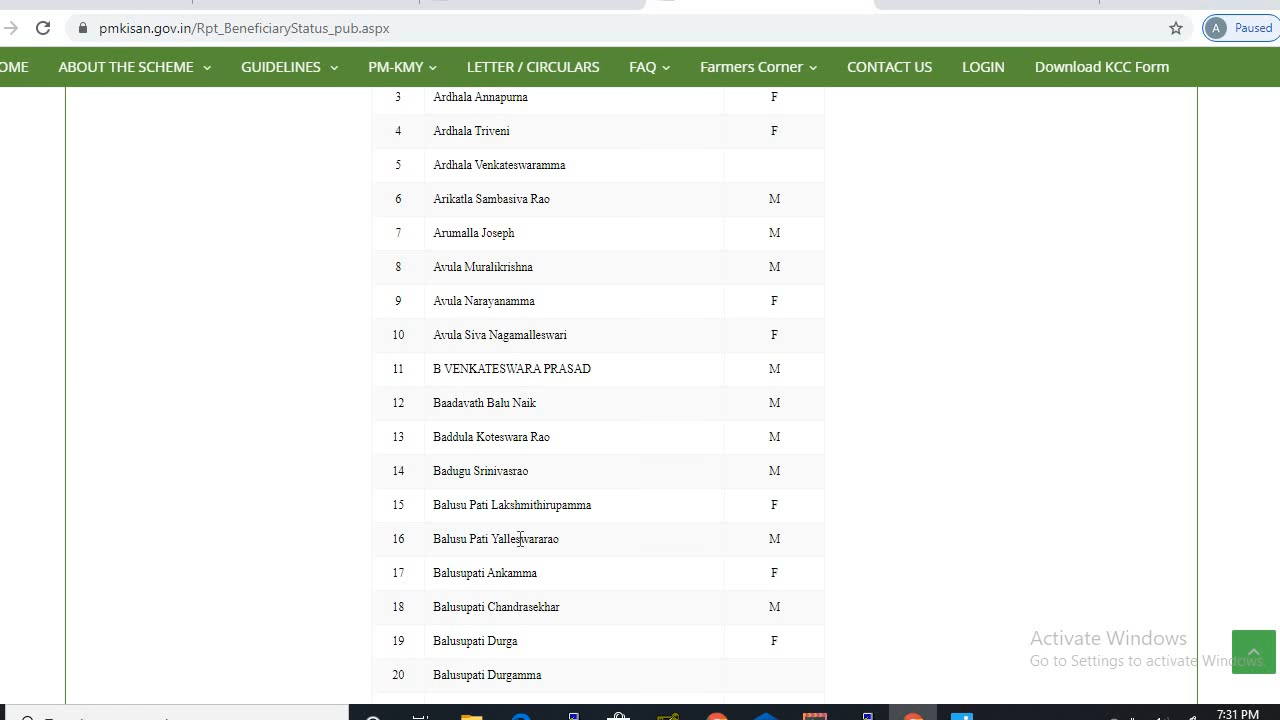 pmkisan.gov.in/Rpt_BeneficiaryStatus_pub.aspx
A Paused
OME ABOUT THE SCHEME GUIDELINES PM-KMY LETTER / CIRCULARS FAQ Farmers Corner CONTACT US LOGIN Download KCC Form
3 Ardhala Annapurna F
4 Ardhala Triveni F
5 Ardhala Venkateswaramma
6 Arikatla Sambasiva Rao M
7 Arumalla Joseph M
8 Avula Muralikrishna M
9 Avula Narayanamma F
10 Avula Siva Nagamalleswari F
11 B VENKATESWARA PRASAD M
12 Baadavath Balu Naik M
13 Baddula Koteswara Rao M
14 Badugu Srinivasrao M
15 Balusu Pati Lakshmithirupamma F
16 Balusu Pati Yalleswararao M
17 Balusupati Ankamma F
18 Balusupati Chandrasekhar M
19 Balusupati Durga F
20 Balusupati Durgamma
Activate Windows
Go to Settings to activate Windows.
7:31 PM